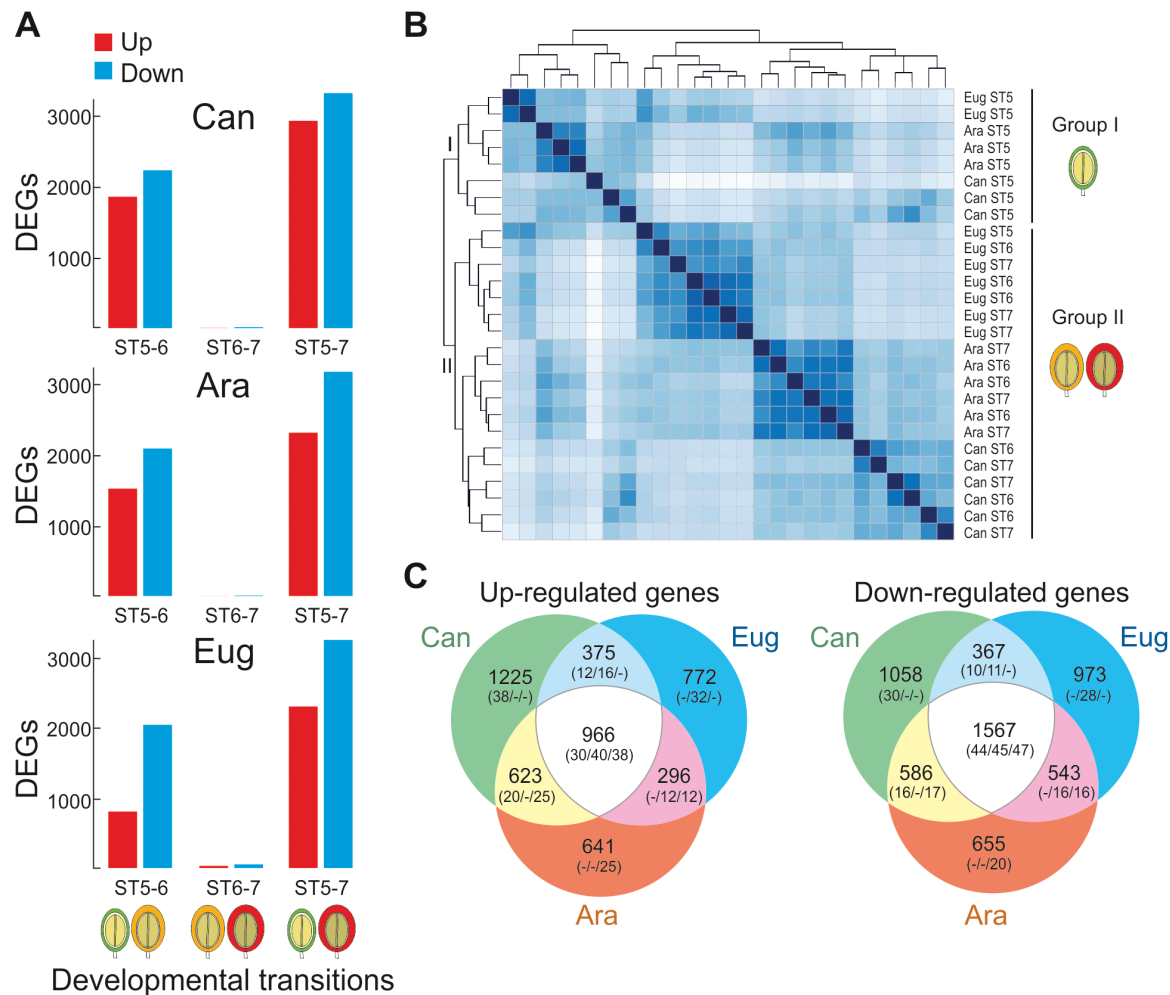 A
Up
Down
Can
3000
2000
1000
DEGs
ST5-6 ST6-7 ST5-7
Ara
3000
2000
1000
DEGs
ST5-6 ST6-7 ST5-7
Eug
3000
2000
1000
DEGs
ST5-6 ST6-7 ST5-7
Developmental transitions
B
I
II
Eug ST5
Eug ST5
Ara ST5
Ara ST5
Ara ST5
Can ST5
Can ST5
Can ST5
Eug ST5
Eug ST6
Eug ST7
Eug ST6
Eug ST6
Eug ST7
Eug ST7
Ara ST7
Ara ST6
Ara ST6
Ara ST7
Ara ST6
Ara ST7
Can ST6
Can ST7
Can ST7
Can ST6
Can ST6
Can ST7
Group I
Group II
C
Up-regulated genes
Can
Eug
1225
(38/-/-)
375
(12/16/-)
772
(-/32/-)
966
(30/40/38)
623
(20/-/25)
296
(-/12/12)
641
(-/-/25)
Ara
Down-regulated genes
Can
Eug
1058
(30/-/-)
367
(10/11/-)
973
(-/28/-)
1567
(44/45/47)
586
(16/-/17)
543
(-/16/16)
655
(-/-/20)
Ara